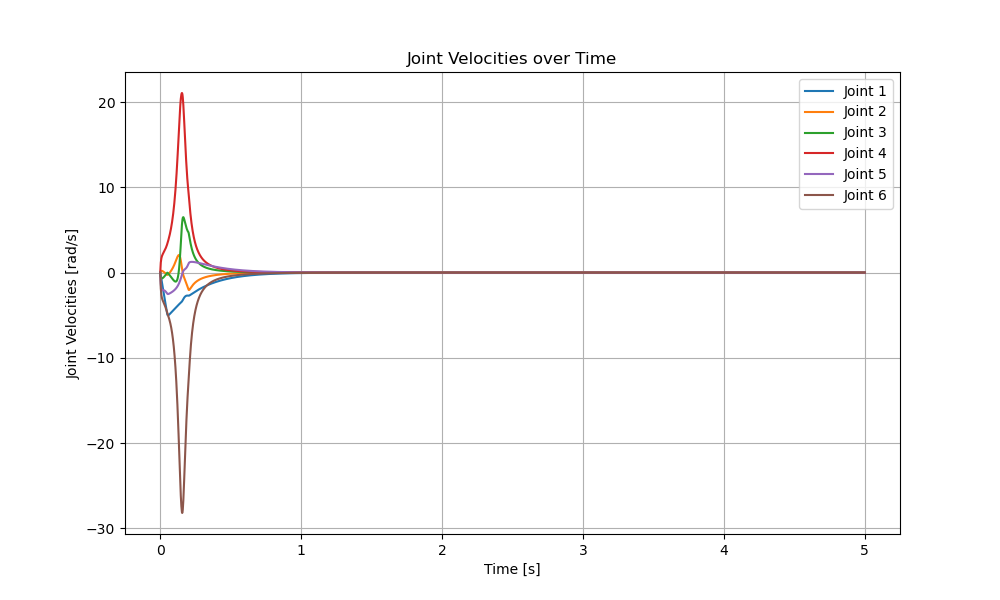 Joint Velocities over Time
Joint Velocities [rad/s]
20
10
0
−10
−20
−30
0 1 2 3 4 5
Time [s]
Joint 1
Joint 2
Joint 3
Joint 4
Joint 5
Joint 6